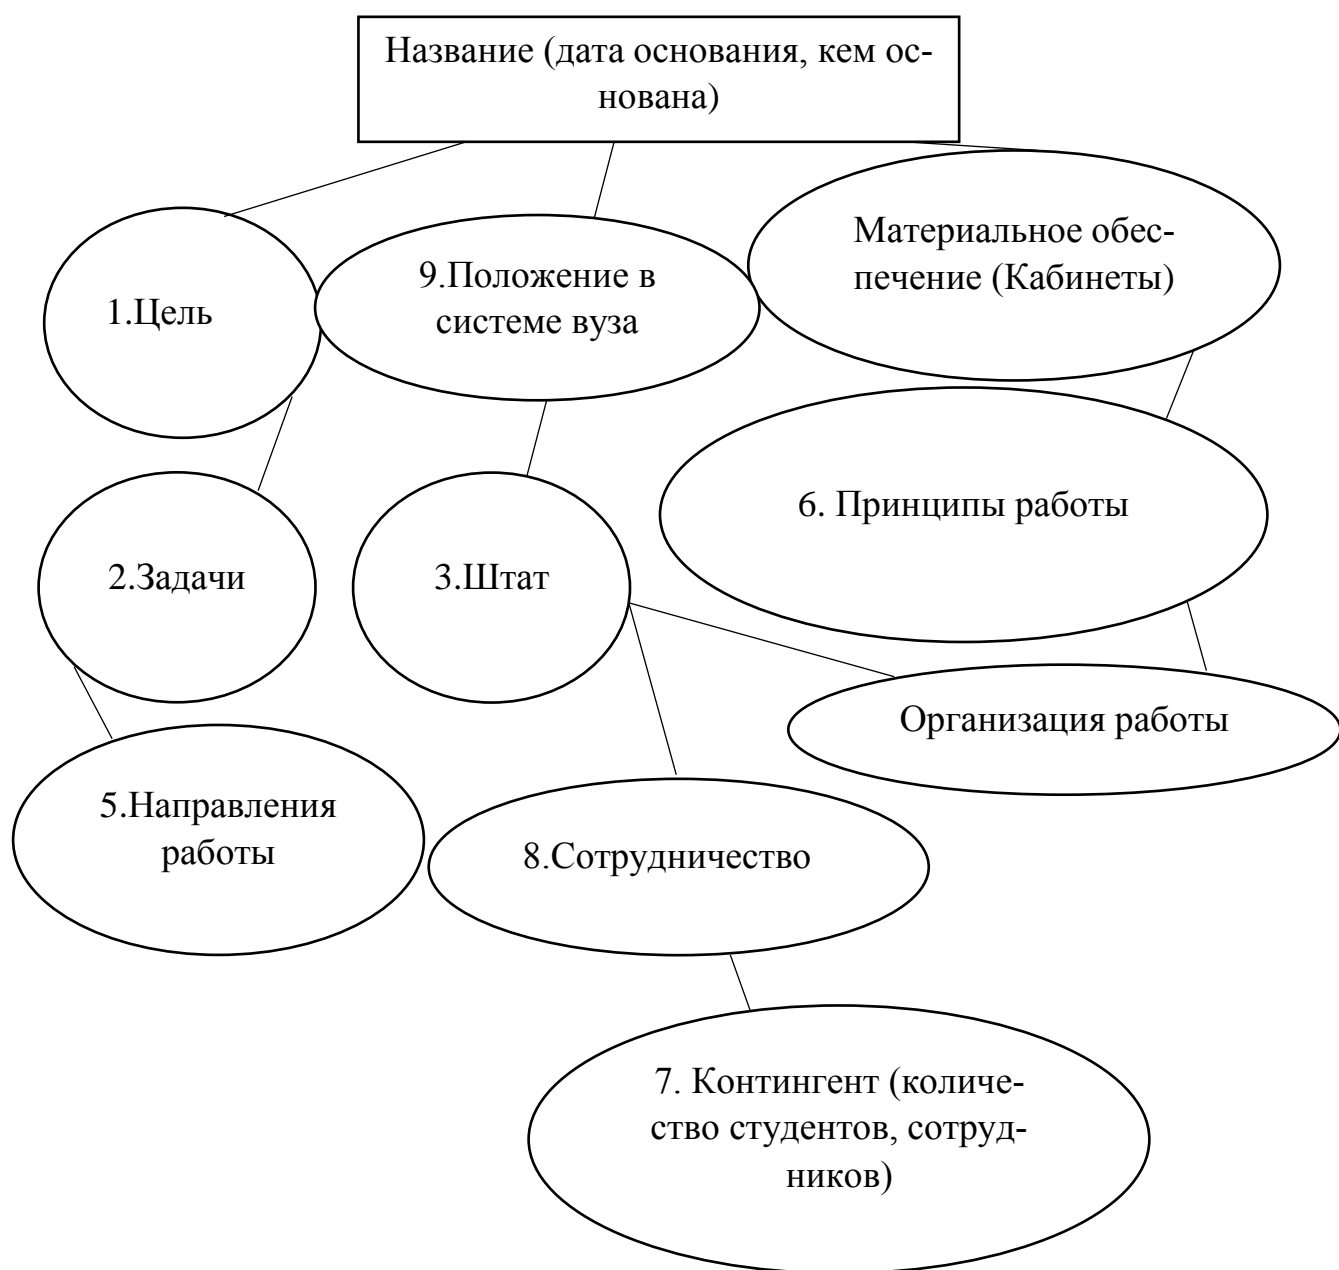 Название (дата основания, кем ос-
нована)
Материальное обес-
печение (Кабинеты)
9.Положение в
системе вуза
1.Цель
6. Принципы работы
2.Задачи
3.Штат
Организация работы
5.Направления
работы
8.Сотрудничество
7. Контингент (количе-
ство студентов, сотруд-
ников)